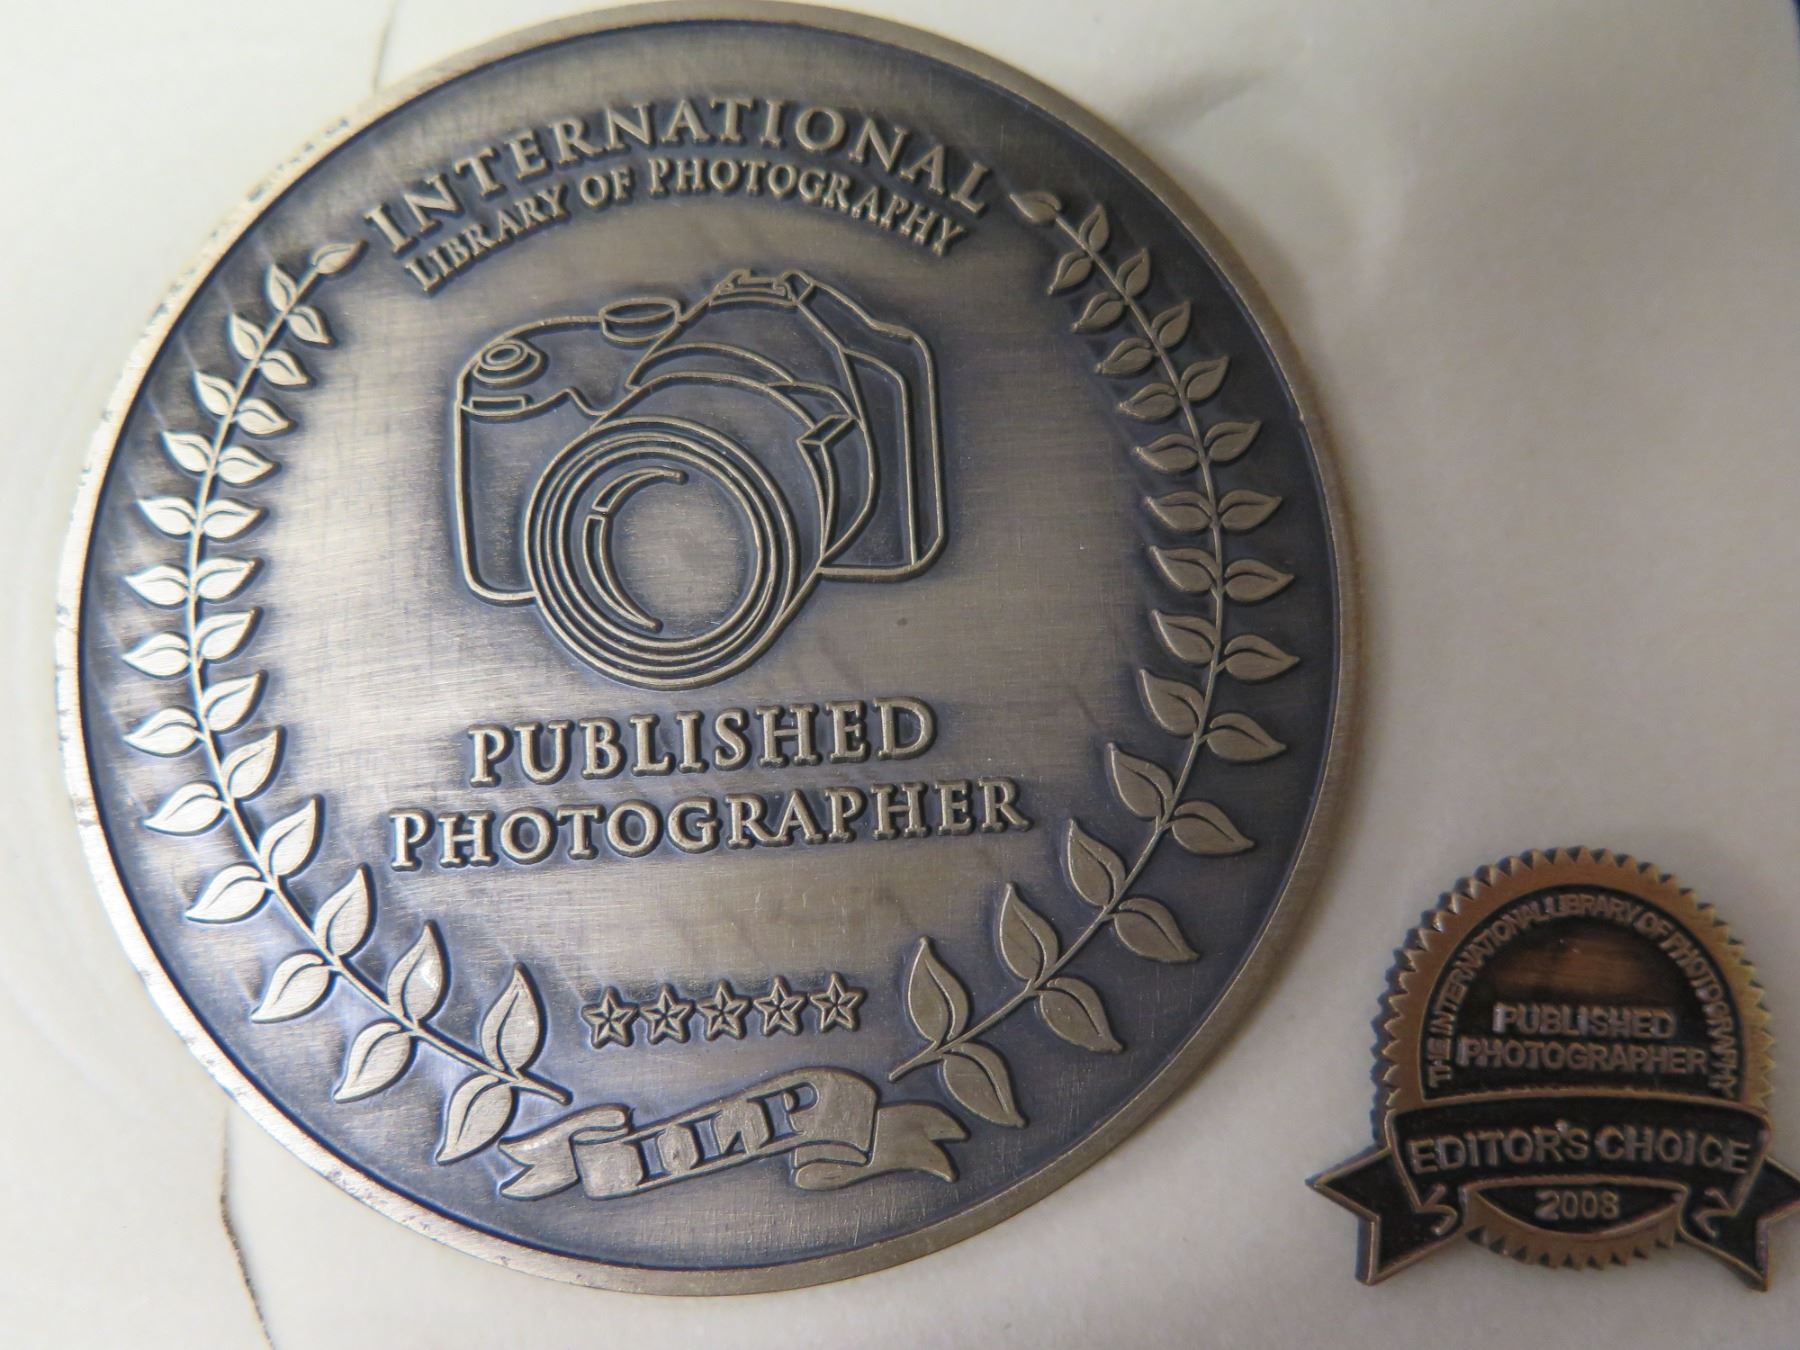 INTERNATIONAL
LIBRARY OF PHOTOGRAPHY
PUBLISHED
PHOTOGRAPHER
ILP
THE INTERNATIONAL LIBRARY OF PHOTOGRAPHY
PUBLISHED
PHOTOGRAPHER
EDITOR'S CHOICE
2008